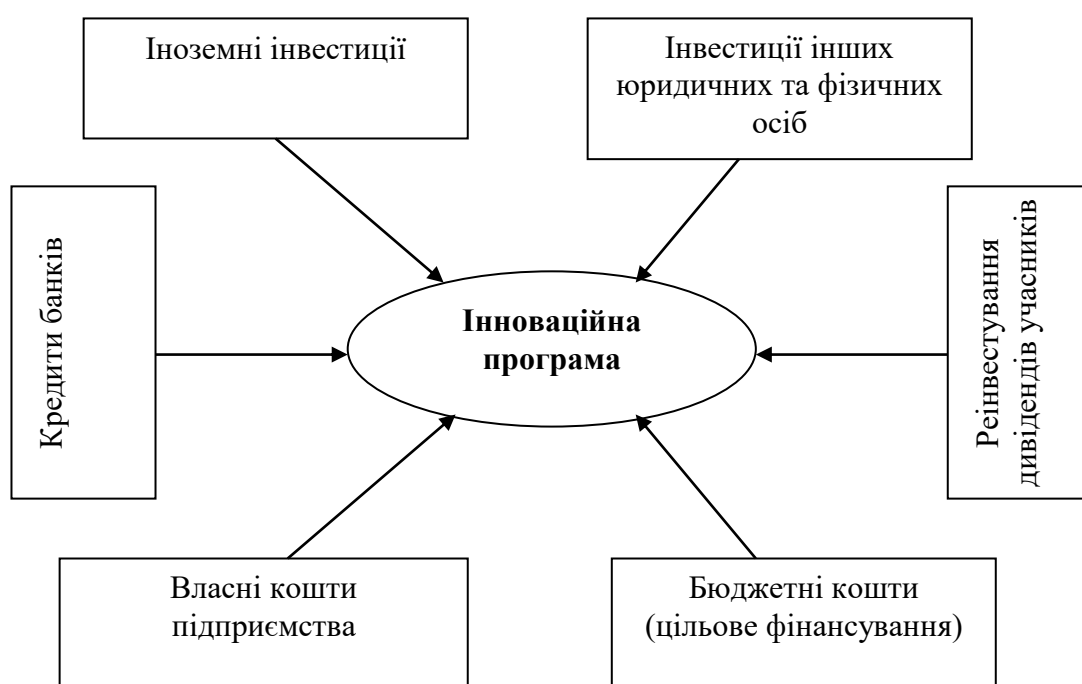 Іноземні інвестиції
Інвестиції інших
юридичних та фізичних
осіб
Кредити банків
Інноваційна
програма
Реінвестування
дивідендів учасників
Власні кошти
підприємства
Бюджетні кошти
(цільове фінансування)